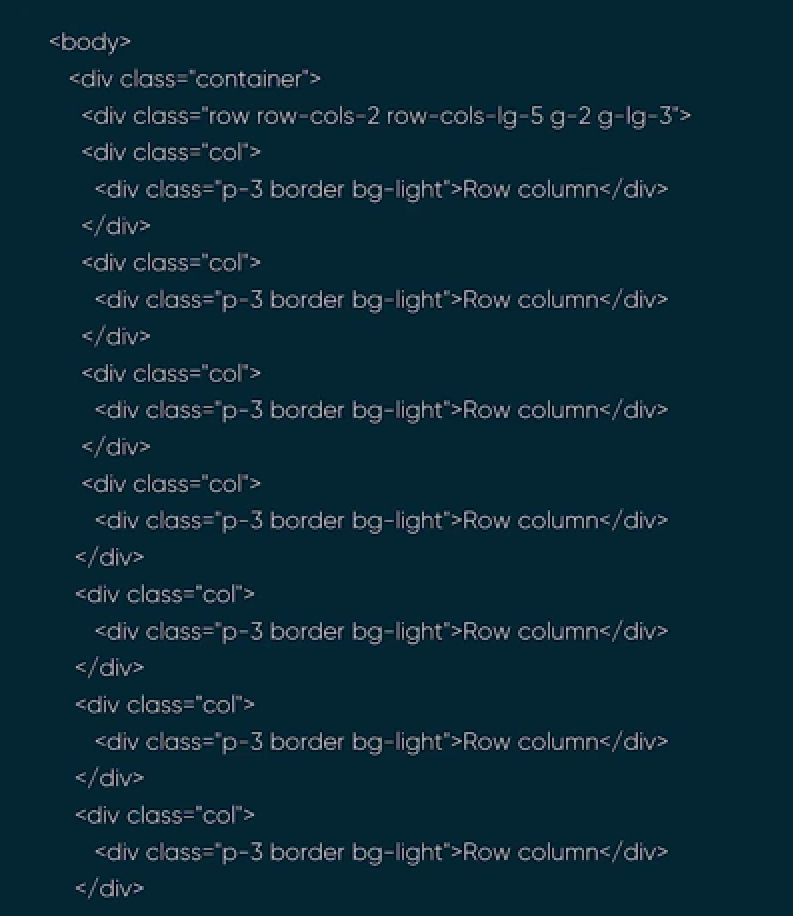 <body>
<div class="container">
<div class="row row-cols-2 row-cols-lg-5 g-2 g-lg-3">
<div class="col">
<div class="p-3 border bg-light">Row column</div>
</div>
<div class="col">
<div class="p-3 border bg-light">Row column</div>
</div>
<div class="col">
<div class="p-3 border bg-light">Row column</div>
</div>
<div class="col">
<div class="p-3 border bg-light">Row column</div>
</div>
<div class="col">
<div class="p-3 border bg-light">Row column</div>
</div>
<div class="col">
<div class="p-3 border bg-light">Row column</div>
</div>
<div class="col">
<div class="p-3 border bg-light">Row column</div>
</div>